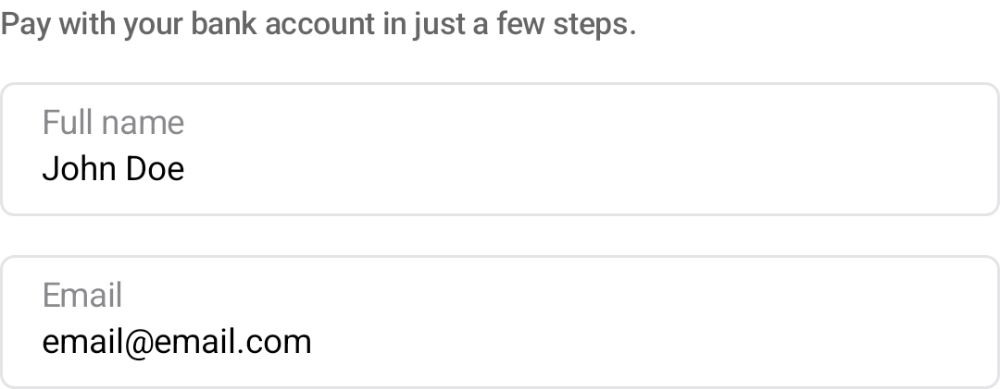 Pay with your bank account in just a few steps.
Full name
John Doe
Email
email@email.com